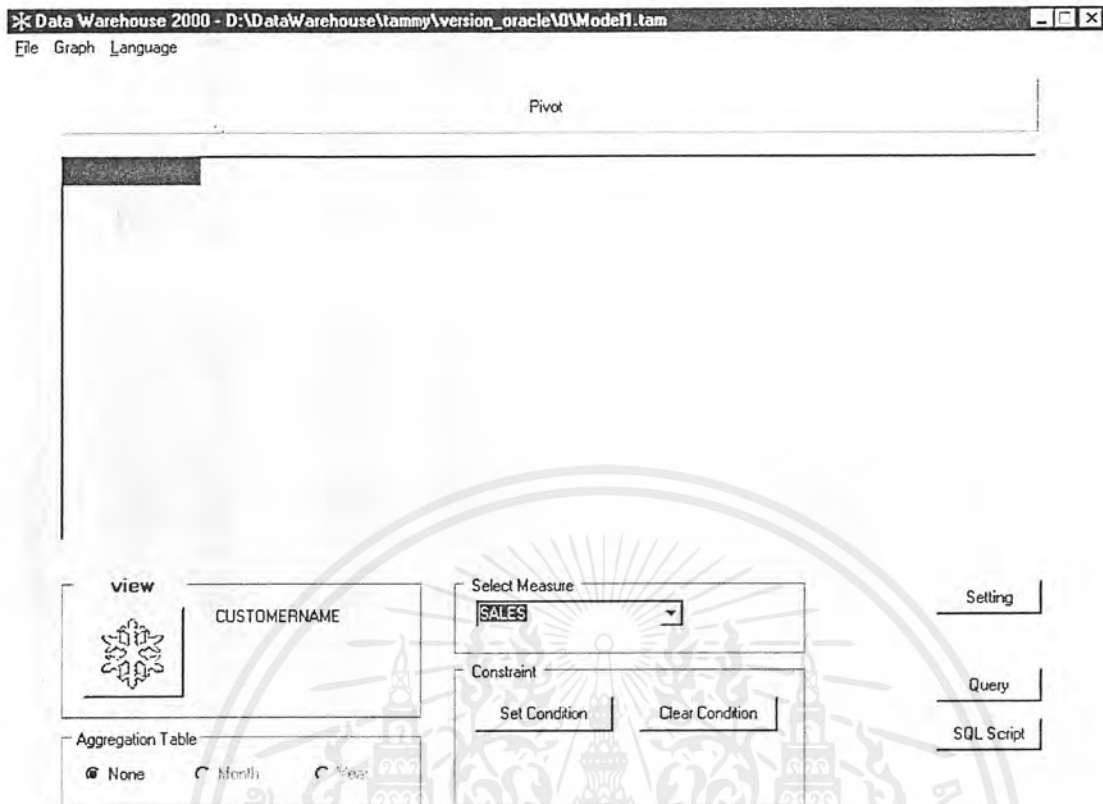 Data Warehouse 2000 - D:\DataWarehouse\tammy\version_oracle\0\Model1.tam
File Graph Language
Pivot
view
CUSTOMERNAME
Select Measure
SALES
Setting
Constraint
Set Condition Clear Condition
Query
SQL Script
Aggregation Table
None Month Year